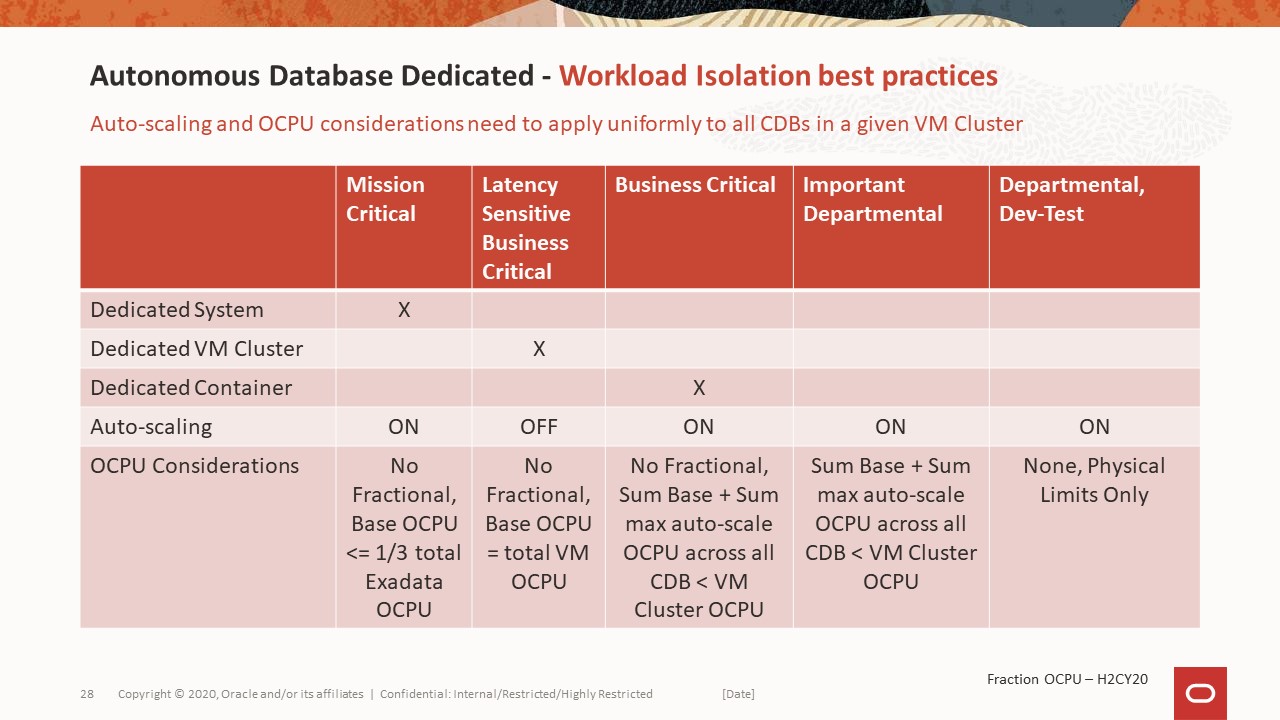 Autonomous Database Dedicated - Workload Isolation best practices
Auto-scaling and OCPU considerations need to apply uniformly to all CDBs in a given VM Cluster
Mission
Critical
Latency
Sensitive
Business
Critical
Business Critical
Important
Departmental
Departmental,
Dev-Test
Dedicated System
X
Dedicated VM Cluster
X
Dedicated Container
X
Auto-scaling
ON
OFF
ON
ON
ON
OCPU Considerations
No
Fractional,
Base OCPU
<= 1/3 total
Exadata
OCPU
No
Fractional,
Base OCPU
= total VM
OCPU
No Fractional,
Sum Base + Sum
max auto-scale
OCPU across all
CDB < VM
Cluster OCPU
Sum Base + Sum
max auto-scale
OCPU across all
CDB < VM Cluster
OCPU
None, Physical
Limits Only
Fraction OCPU – H2CY20
28 Copyright © 2020, Oracle and/or its affiliates | Confidential: Internal/Restricted/Highly Restricted [Date]